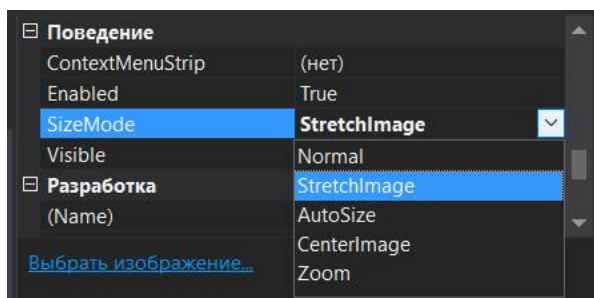 Поведение
ContextMenuStrip (нет)
Enabled True
SizeMode StretchImage
Visible Normal
Разработка StretchImage
(Name) AutoSize
CenterImage
Выбрать изображение...
Zoom